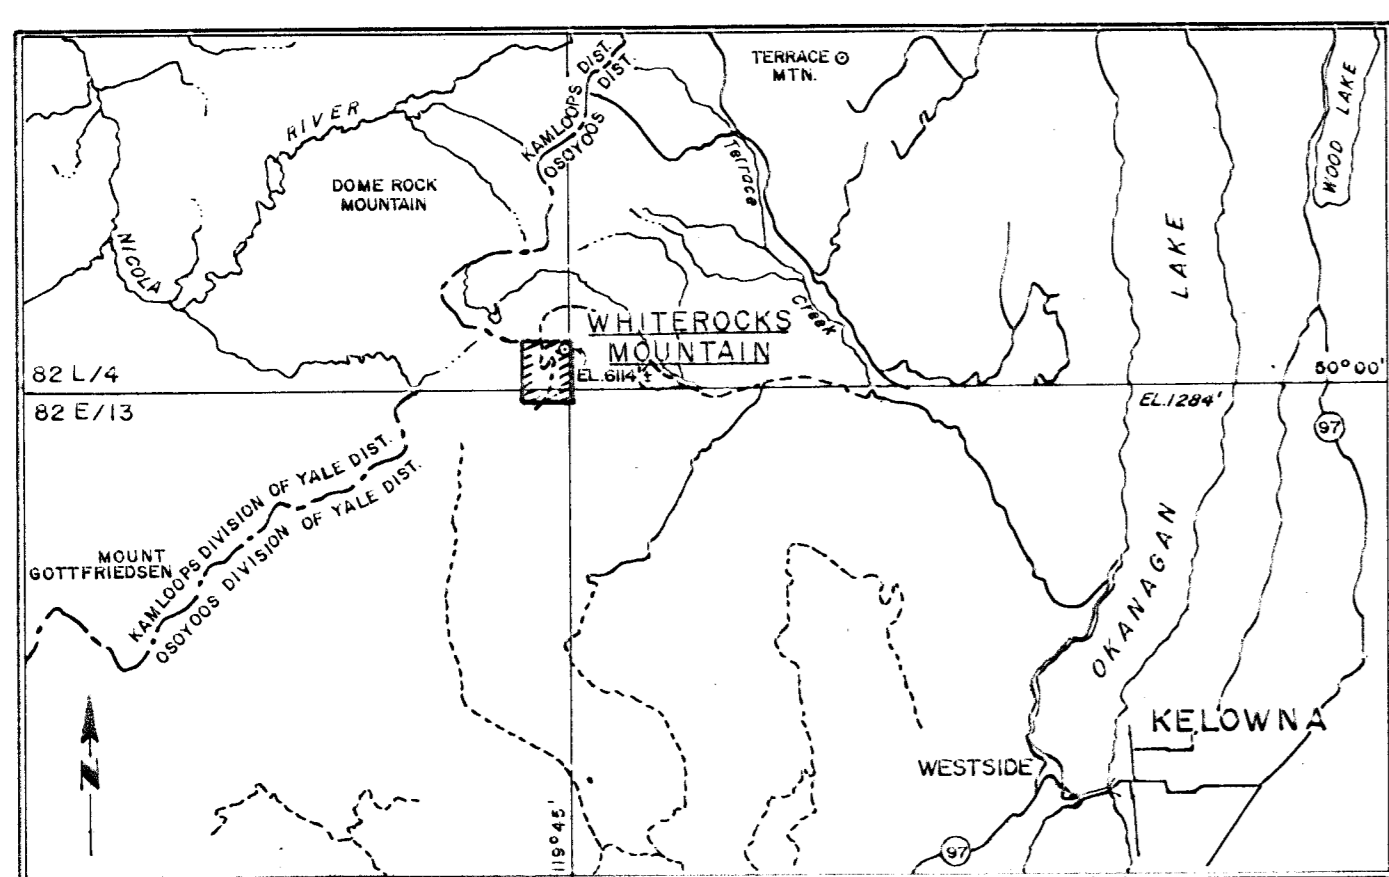 TERRACE
MTN.
KAMLOOPS DIST.
OSOYOOS DIST.
RIVER
WOOD LAKE
Terrace
DOME ROCK
MOUNTAIN
LAKE
NICOLA
Creek
WHITEROCKS
MOUNTAIN
EL. 6114'±
82 L/4
50° 00'
82 E/13
EL. 1284'
97
KAMLOOPS DIVISION OF YALE DIST.
OSOYOOS DIVISION OF YALE DIST.
MOUNT
GOTTFRIEDSEN
OKANAGAN
N
KELOWNA
WESTSIDE
119° 45'
97